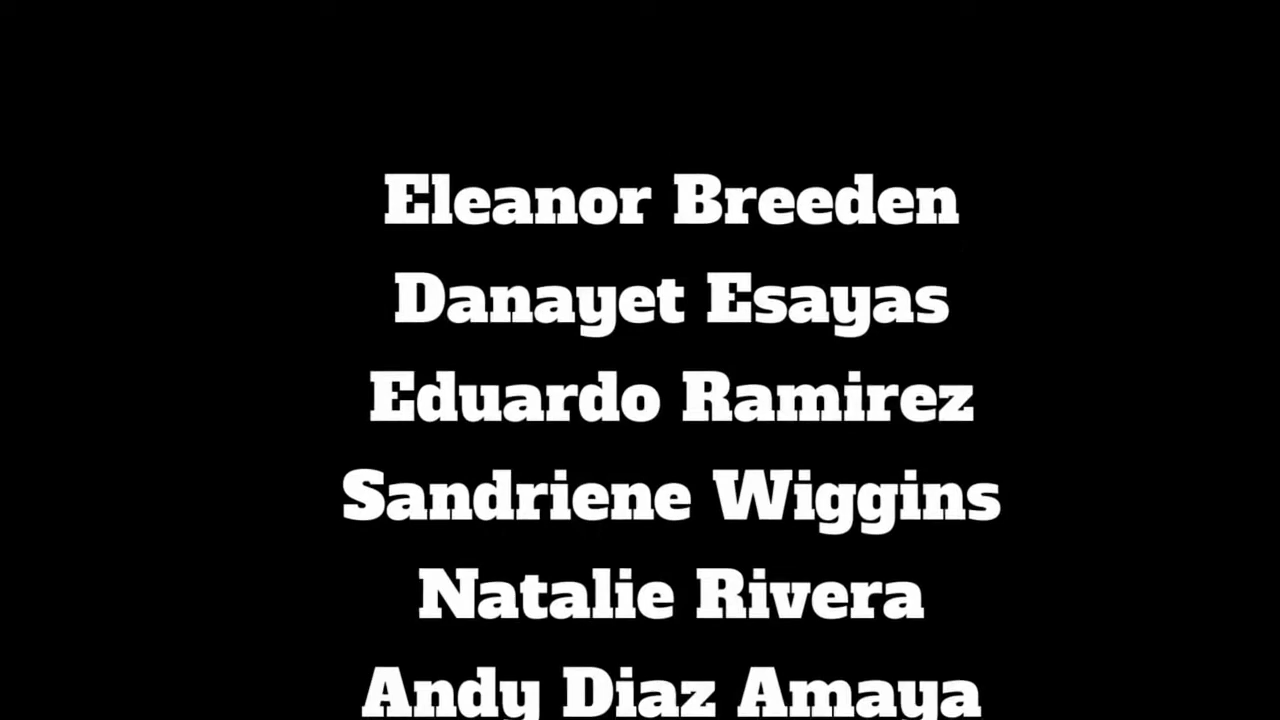 Eleanor Breeden
Danayet Esayas
Eduardo Ramirez
Sandriene Wiggins
Natalie Rivera
Andy Diaz Amaya